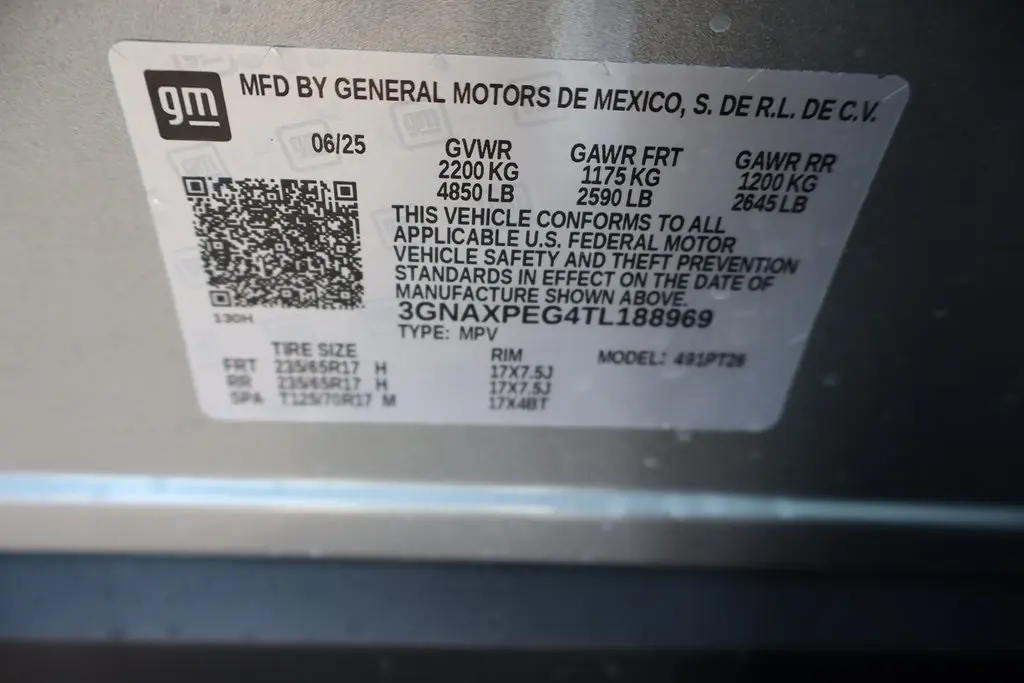 gm MFD BY GENERAL MOTORS DE MEXICO, S. DE R.L. DE C.V.
06/25 GVWR GAWR FRT GAWR RR
2200 KG 1175 KG 1200 KG
4850 LB 2590 LB 2645 LB
THIS VEHICLE CONFORMS TO ALL
APPLICABLE U.S. FEDERAL MOTOR
VEHICLE SAFETY AND THEFT PREVENTION
STANDARDS IN EFFECT ON THE DATE OF
MANUFACTURE SHOWN ABOVE.
3GNAXPEG4TL188969
130H
TYPE: MPV
TIRE SIZE RIM MODEL: 491PT26
FRT 235/65R17 H 17X7.5J
RR 235/65R17 H 17X7.5J
SPA T125/70R17 M 17X4BT